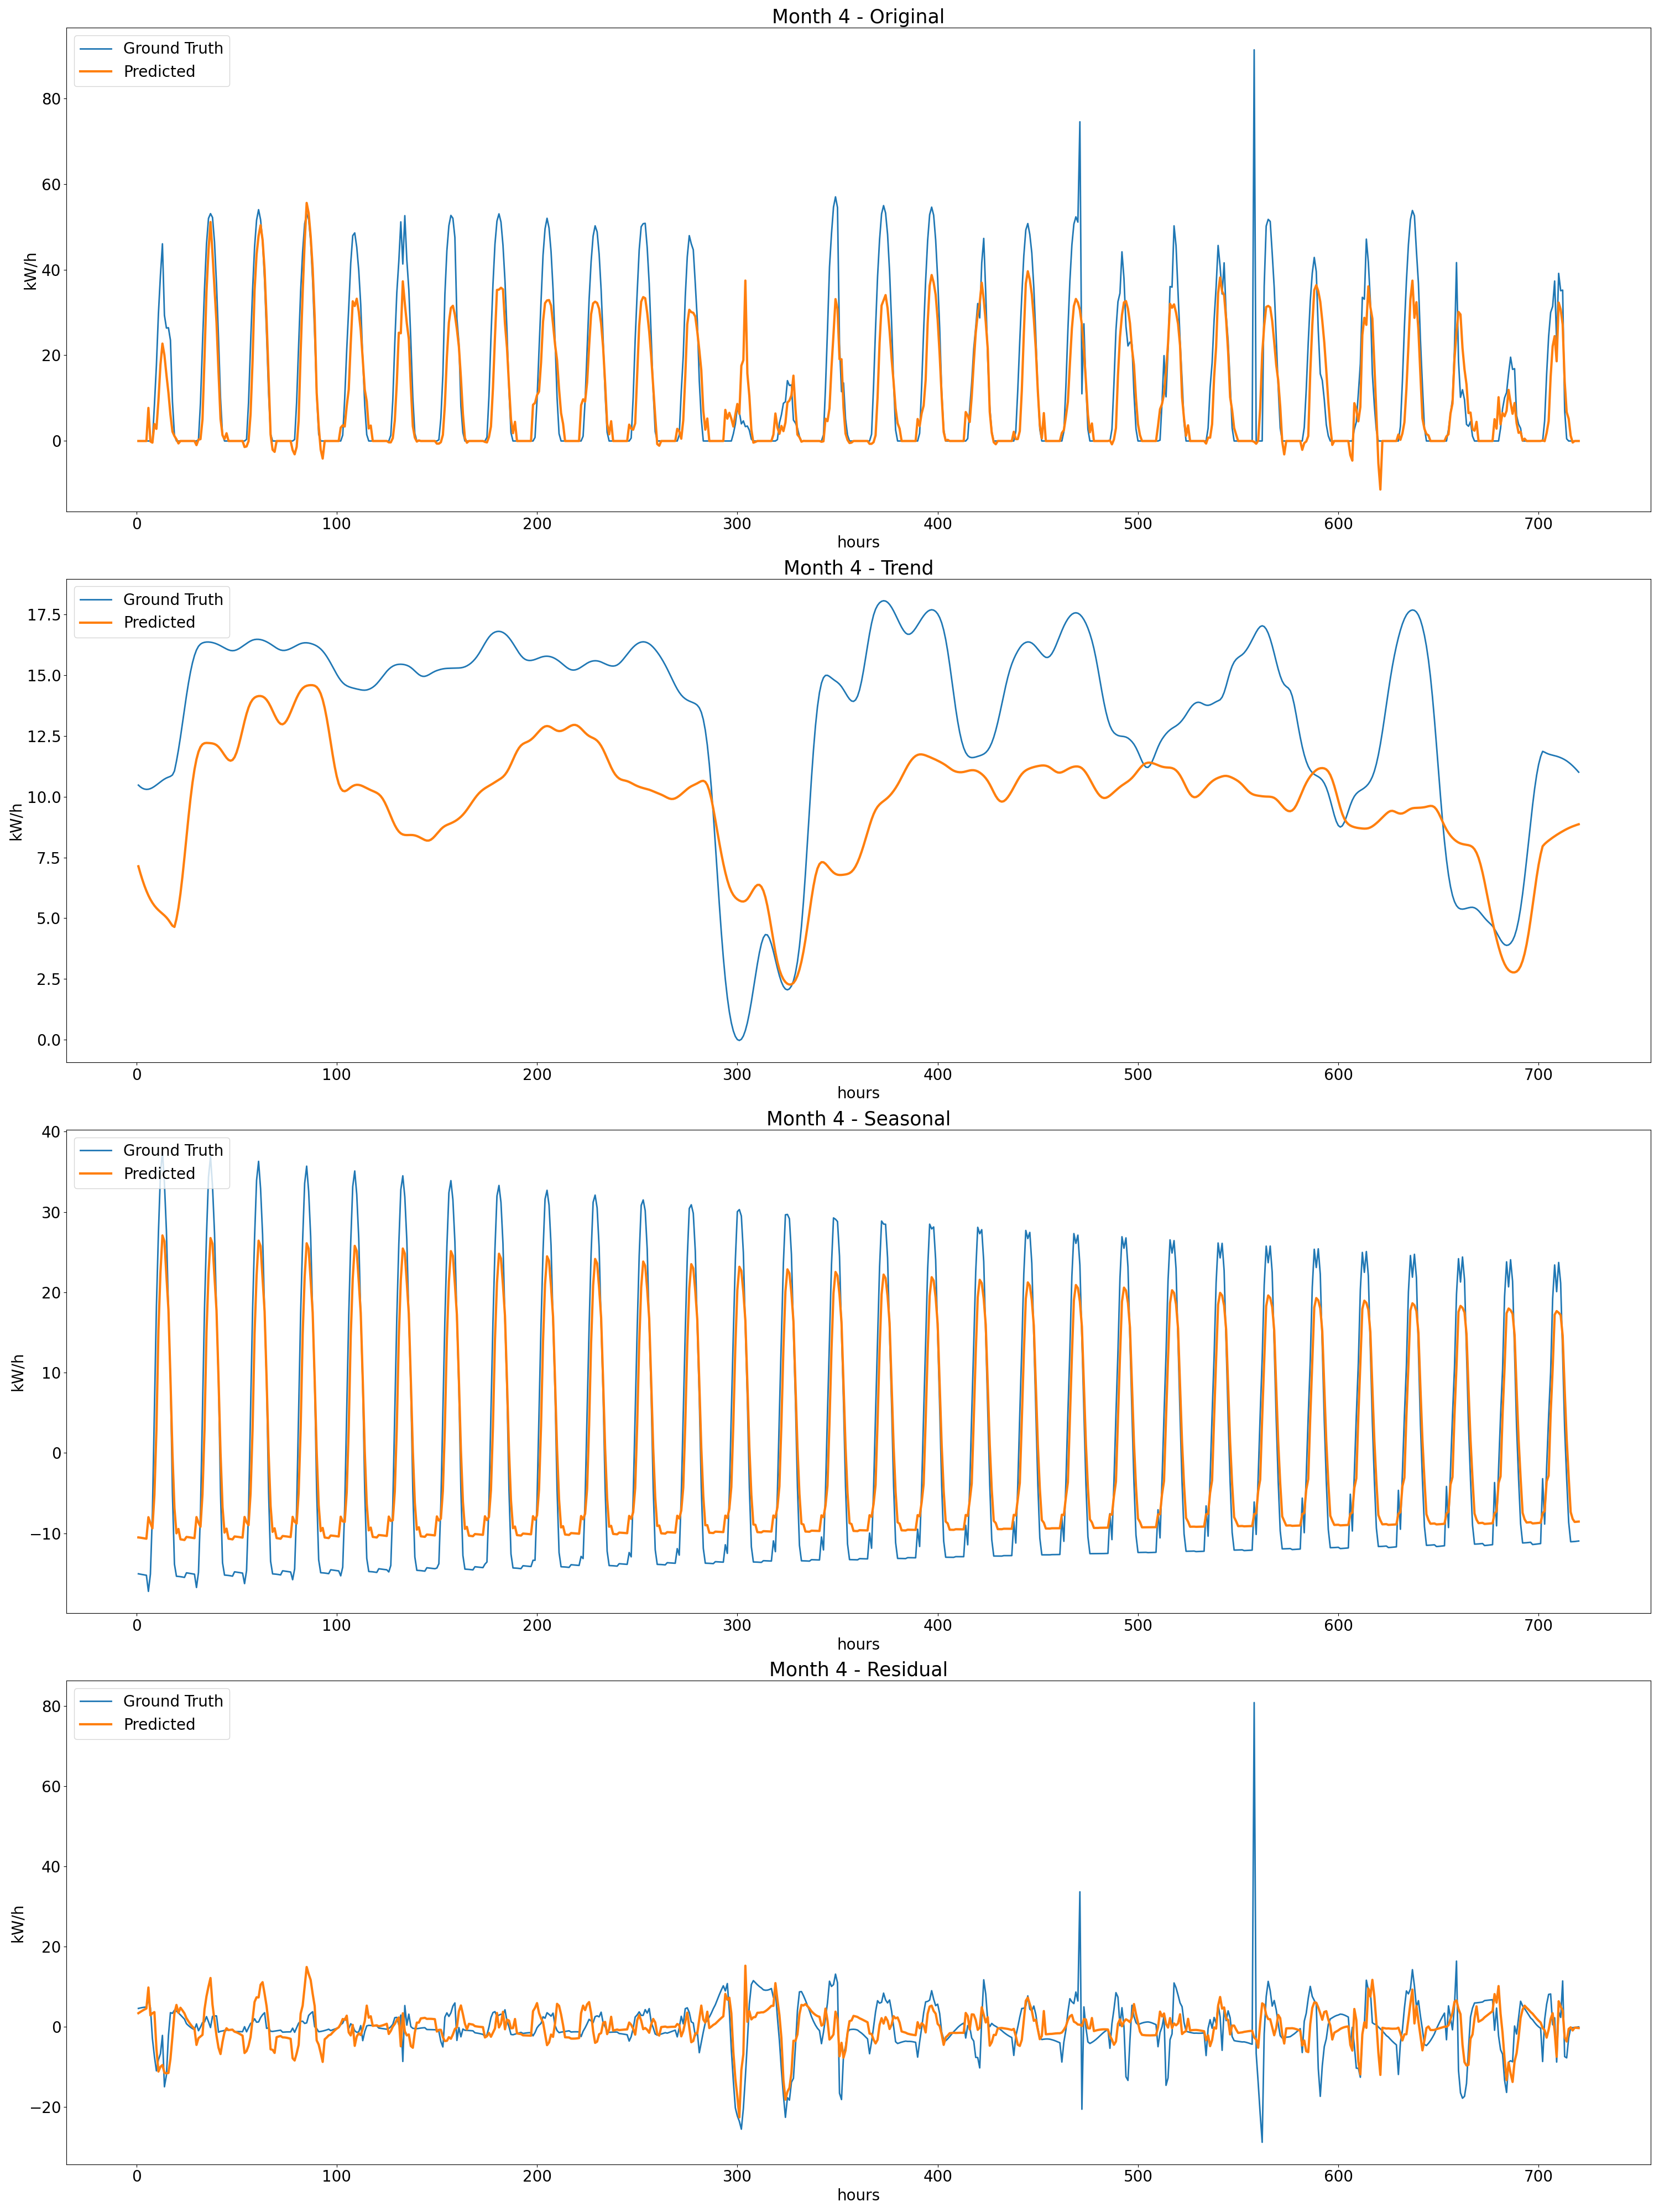 Month 4 - Original
Ground Truth
Predicted
80
60
40
20
0
kW/h
0 100 200 300 400 500 600 700
hours
Month 4 - Trend
Ground Truth
Predicted
17.5
15.0
12.5
10.0
7.5
5.0
2.5
0.0
kW/h
0 100 200 300 400 500 600 700
hours
Month 4 - Seasonal
Ground Truth
Predicted
40
30
20
10
0
−10
kW/h
0 100 200 300 400 500 600 700
hours
Month 4 - Residual
Ground Truth
Predicted
80
60
40
20
0
−20
kW/h
0 100 200 300 400 500 600 700
hours